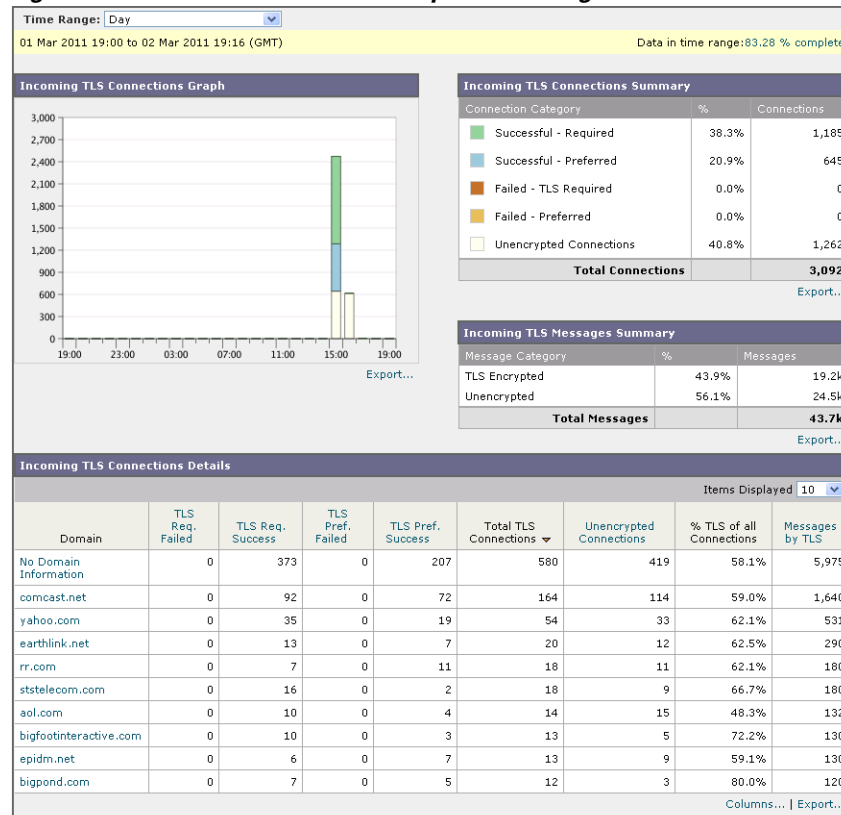 Time Range: Day
01 Mar 2011 19:00 to 02 Mar 2011 19:16 (GMT) Data in time range:83.28 % complete
Incoming TLS Connections Graph
3,000
2,700
2,400
2,100
1,800
1,500
1,200
900
600
300
0
19:00 23:00 03:00 07:00 11:00 15:00 19:00
Export...
Incoming TLS Connections Summary
Connection Category % Connections
Successful - Required 38.3% 1,185
Successful - Preferred 20.9% 645
Failed - TLS Required 0.0% 0
Failed - Preferred 0.0% 0
Unencrypted Connections 40.8% 1,262
Total Connections 3,092
Export...
Incoming TLS Messages Summary
Message Category % Messages
TLS Encrypted 43.9% 19.2k
Unencrypted 56.1% 24.5k
Total Messages 43.7k
Export...
Incoming TLS Connections Details
Items Displayed 10
Domain TLS Req. Failed TLS Req. Success TLS Pref. Failed TLS Pref. Success Total TLS Connections Unencrypted Connections % TLS of all Connections Messages by TLS
No Domain Information 0 373 0 207 580 419 58.1% 5,975
comcast.net 0 92 0 72 164 114 59.0% 1,640
yahoo.com 0 35 0 19 54 33 62.1% 531
earthlink.net 0 13 0 7 20 12 62.5% 290
rr.com 0 7 0 11 18 11 62.1% 180
ststelecom.com 0 16 0 2 18 9 66.7% 180
aol.com 0 10 0 4 14 15 48.3% 132
bigfootinteractive.com 0 10 0 3 13 5 72.2% 130
epidm.net 0 6 0 7 13 9 59.1% 130
bigpond.com 0 7 0 5 12 3 80.0% 120
Columns... | Export...